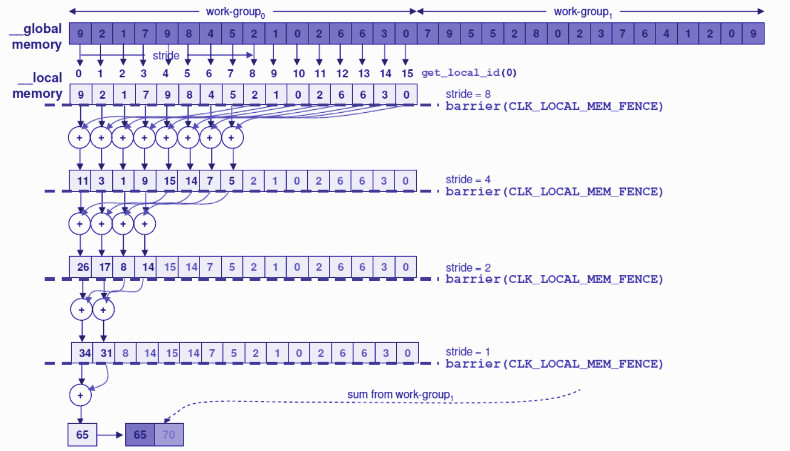 work-group0 work-group1
__global memory 9 2 1 7 9 8 4 5 2 1 0 2 6 6 3 0 7 9 5 5 2 8 0 2 3 7 6 4 1 2 0 9
stride
0 1 2 3 4 5 6 7 8 9 10 11 12 13 14 15 get_local_id(0)
__local memory 9 2 1 7 9 8 4 5 2 1 0 2 6 6 3 0 stride = 8
barrier(CLK_LOCAL_MEM_FENCE)
+ + + + + + + +
11 3 1 9 15 14 7 5 2 1 0 2 6 6 3 0 stride = 4
barrier(CLK_LOCAL_MEM_FENCE)
+ + + +
26 17 8 14 15 14 7 5 2 1 0 2 6 6 3 0 stride = 2
barrier(CLK_LOCAL_MEM_FENCE)
+ +
34 31 8 14 15 14 7 5 2 1 0 2 6 6 3 0 stride = 1
barrier(CLK_LOCAL_MEM_FENCE)
+
sum from work-group1
65 65 70